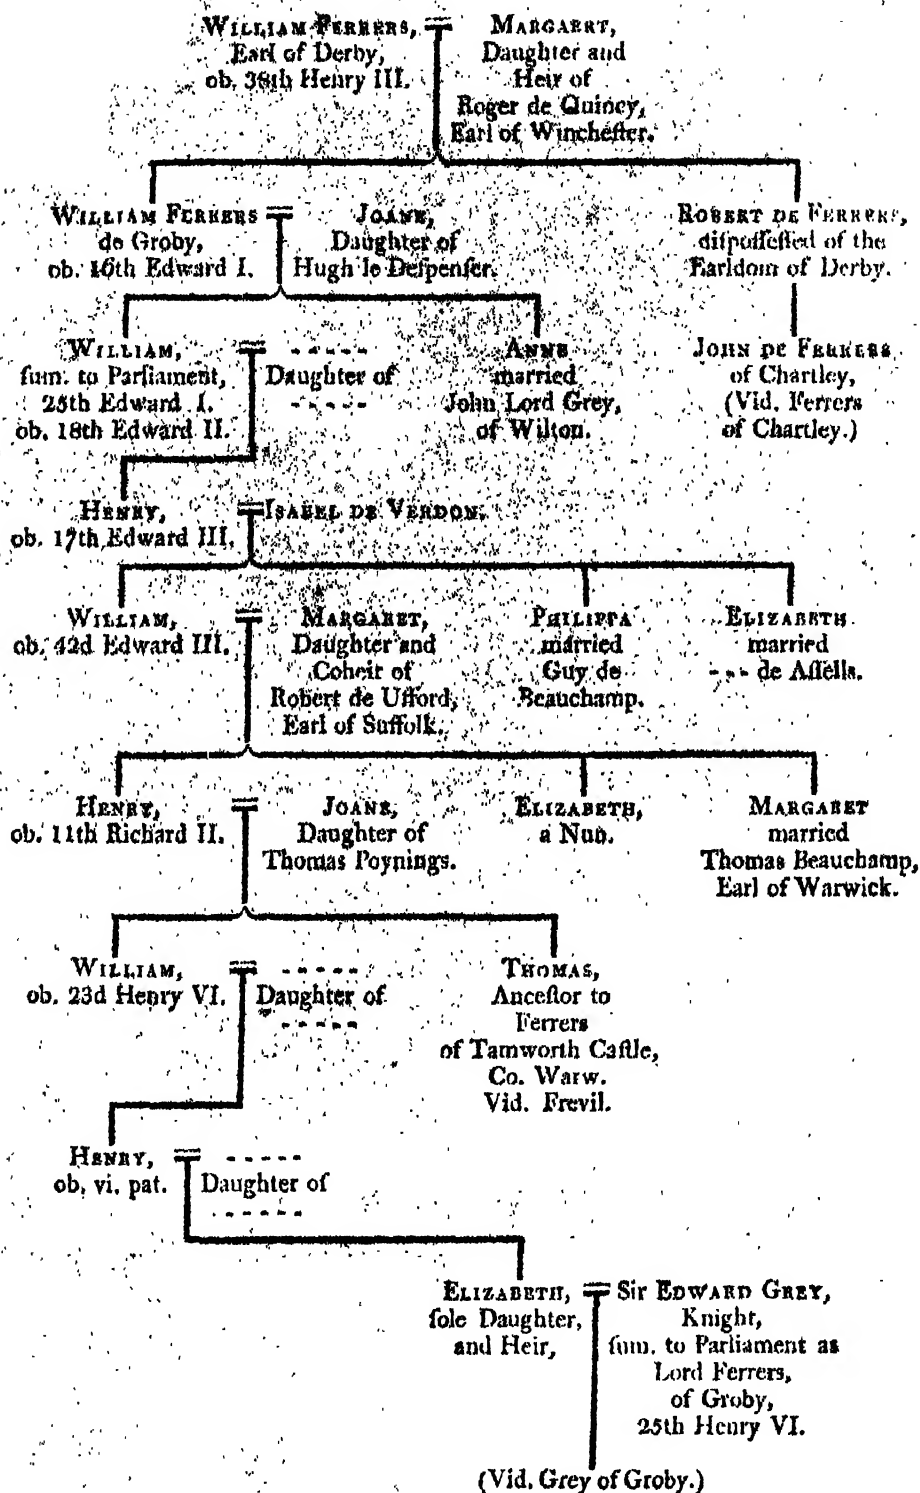 WILLIAM FERRERS,
Earl of Derby,
ob. 38th Henry III.
MARGARET,
Daughter and
Heir of
Roger de Quincy,
Earl of Wincheſter.
WILLIAM FERRERS
de Groby,
ob. 16th Edward I.
JOANE,
Daughter of
Hugh le Deſpenſer.
ROBERT DE FERRERS,
diſpoſſeſſed of the
Earldom of Derby.
WILLIAM,
ſum. to Parliament,
25th Edward I.
ob. 18th Edward II.
- - - - -
Daughter of
- - - - -
ANNE
married
John Lord Grey,
of Wilton.
JOHN DE FERRERS
of Chartley,
(Vid. Ferrers
of Chartley.)
HENRY,
ob. 17th Edward III.
ISABEL DE VERDON.
WILLIAM,
ob. 42d Edward III.
MARGARET,
Daughter and
Coheir of
Robert de Ufford,
Earl of Suffolk.
PHILIPPA
married
Guy de
Beauchamp.
ELIZABETH
married
- - - de Aſſells.
HENRY,
ob. 11th Richard II.
JOANE,
Daughter of
Thomas Poynings.
ELIZABETH,
a Nun.
MARGARET
married
Thomas Beauchamp,
Earl of Warwick.
WILLIAM,
ob. 23d Henry VI.
- - - - -
Daughter of
- - - - -
THOMAS,
Anceſtor to
Ferrers
of Tamworth Caſtle,
Co. Warw.
Vid. Frevil.
HENRY,
ob. vi. pat.
- - - - -
Daughter of
- - - - - -
ELIZABETH,
ſole Daughter,
and Heir,
Sir EDWARD GREY,
Knight,
ſum. to Parliament as
Lord Ferrers,
of Groby,
25th Henry VI.
(Vid. Grey of Groby.)